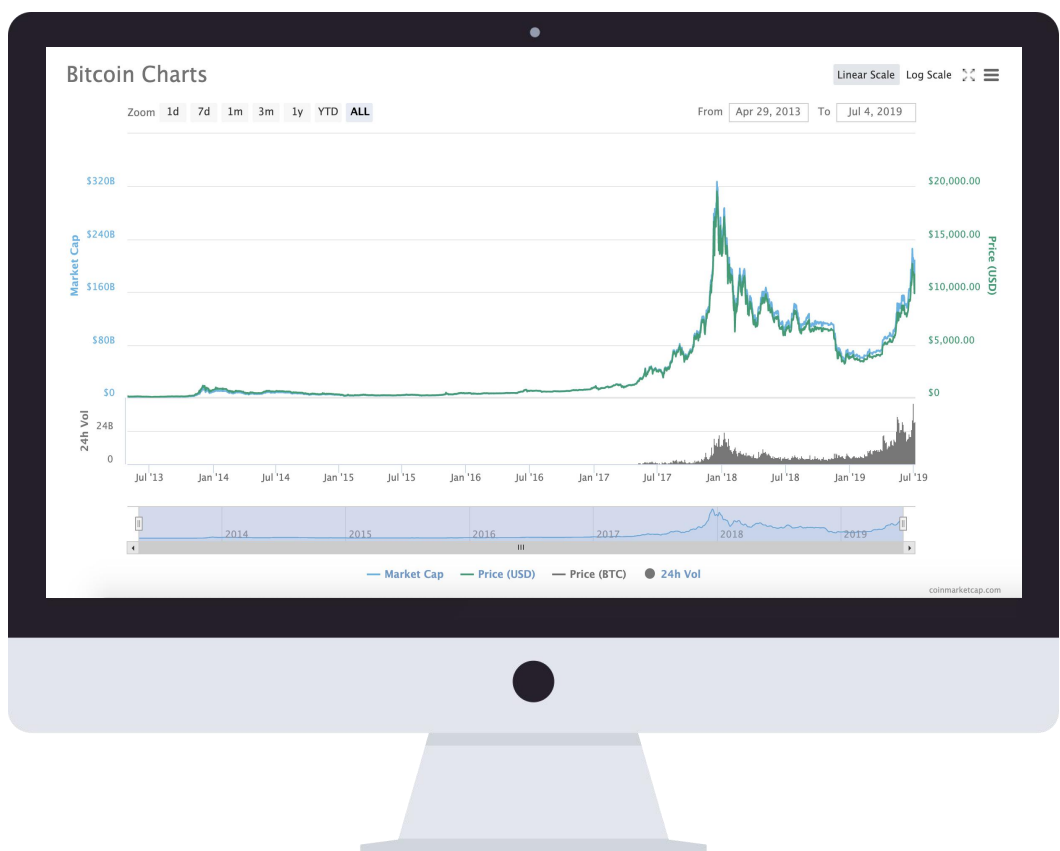 Bitcoin Charts
Linear Scale Log Scale
Zoom 1d 7d 1m 3m 1y YTD ALL
From Apr 29, 2013 To Jul 4, 2019
$320B $20,000.00
$240B $15,000.00
Market Cap
Price (USD)
$160B $10,000.00
$80B $5,000.00
$0 $0
24h Vol
24B
0
Jul '13 Jan '14 Jul '14 Jan '15 Jul '15 Jan '16 Jul '16 Jan '17 Jul '17 Jan '18 Jul '18 Jan '19 Jul '19
2014 2015 2016 2017 2018 2019
Market Cap Price (USD) Price (BTC) 24h Vol
coinmarketcap.com